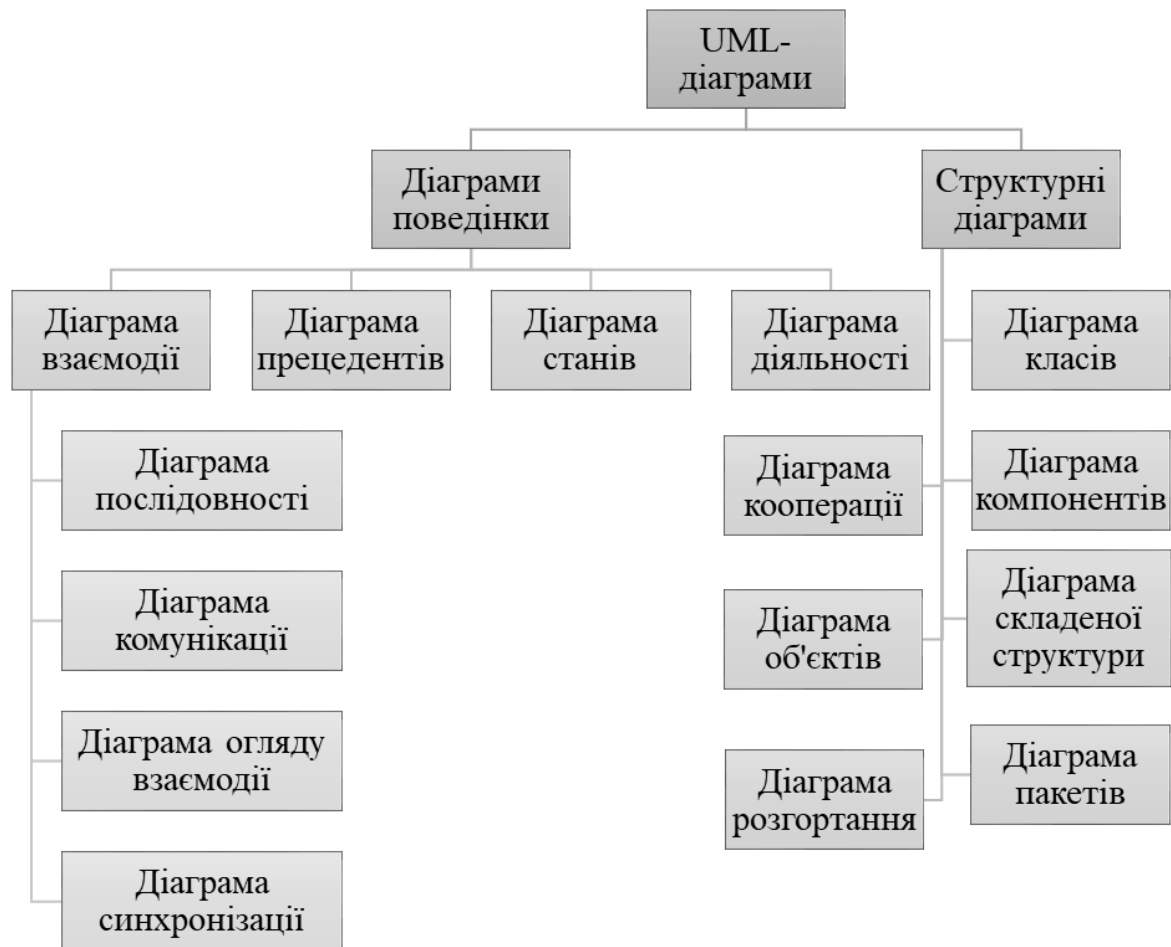 UML-
діаграми
Діаграми
поведінки
Структурні
діаграми
Діаграма
взаємодії
Діаграма
прецедентів
Діаграма
станів
Діаграма
діяльності
Діаграма
класів
Діаграма
послідовності
Діаграма
кооперації
Діаграма
компонентів
Діаграма
комунікації
Діаграма
об'єктів
Діаграма
складеної
структури
Діаграма огляду
взаємодії
Діаграма
розгортання
Діаграма
пакетів
Діаграма
синхронізації